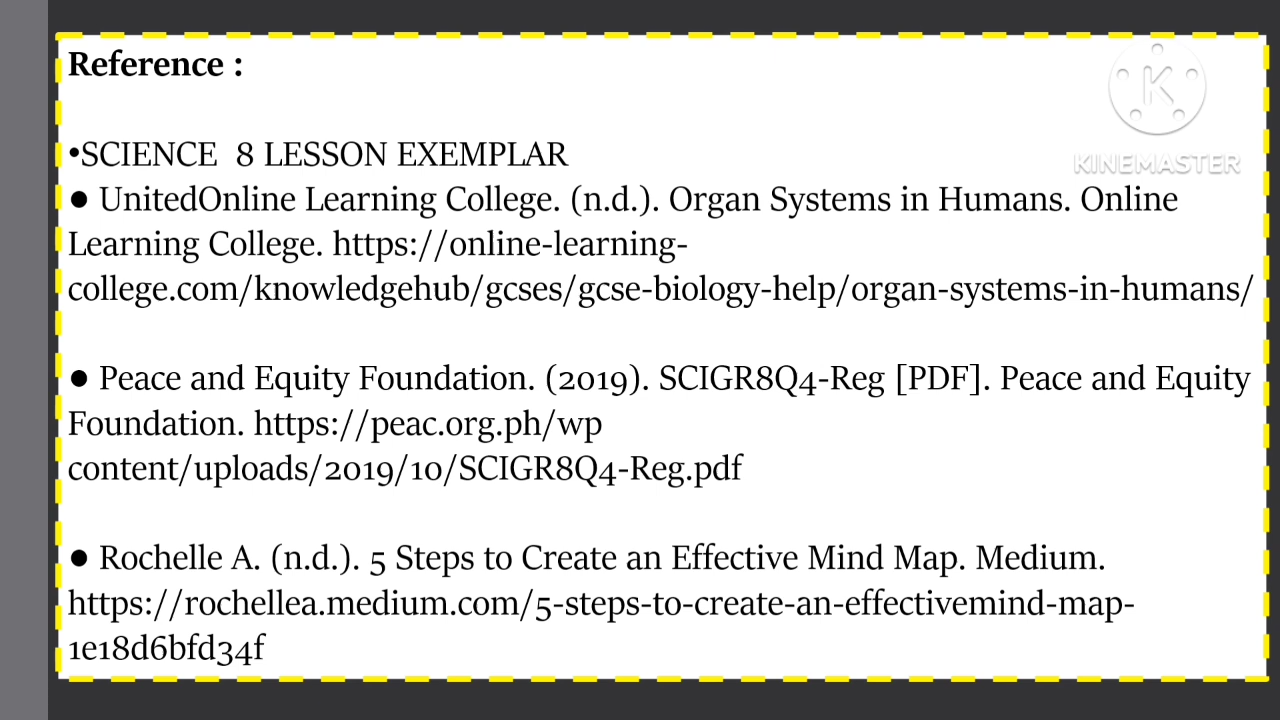 Reference :
•SCIENCE  8 LESSON EXEMPLAR
● UnitedOnline Learning College. (n.d.). Organ Systems in Humans. Online
Learning College. https://online-learning-
college.com/knowledgehub/gcses/gcse-biology-help/organ-systems-in-humans/
● Peace and Equity Foundation. (2019). SCIGR8Q4-Reg [PDF]. Peace and Equity
Foundation. https://peac.org.ph/wp
content/uploads/2019/10/SCIGR8Q4-Reg.pdf
● Rochelle A. (n.d.). 5 Steps to Create an Effective Mind Map. Medium.
https://rochellea.medium.com/5-steps-to-create-an-effectivemind-map-
1e18d6bfd34f
K
KINEMASTER